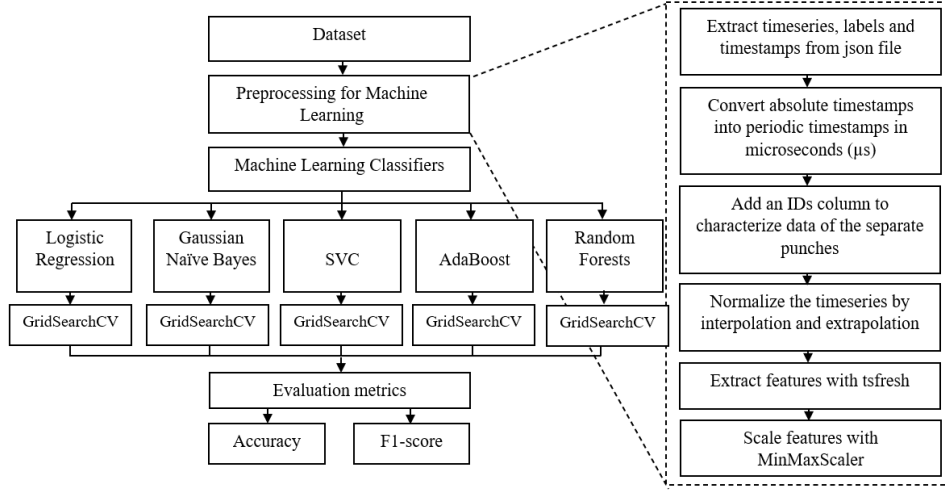 Dataset
Preprocessing for Machine
Learning
Machine Learning Classifiers
Logistic
Regression
Gaussian
Naïve Bayes
SVC
AdaBoost
Random
Forests
GridSearchCV
GridSearchCV
GridSearchCV
GridSearchCV
GridSearchCV
Evaluation metrics
Accuracy
F1-score
Extract timeseries, labels and
timestamps from json file
Convert absolute timestamps
into periodic timestamps in
microseconds (µs)
Add an IDs column to
characterize data of the separate
punches
Normalize the timeseries by
interpolation and extrapolation
Extract features with tsfresh
Scale features with
MinMaxScaler